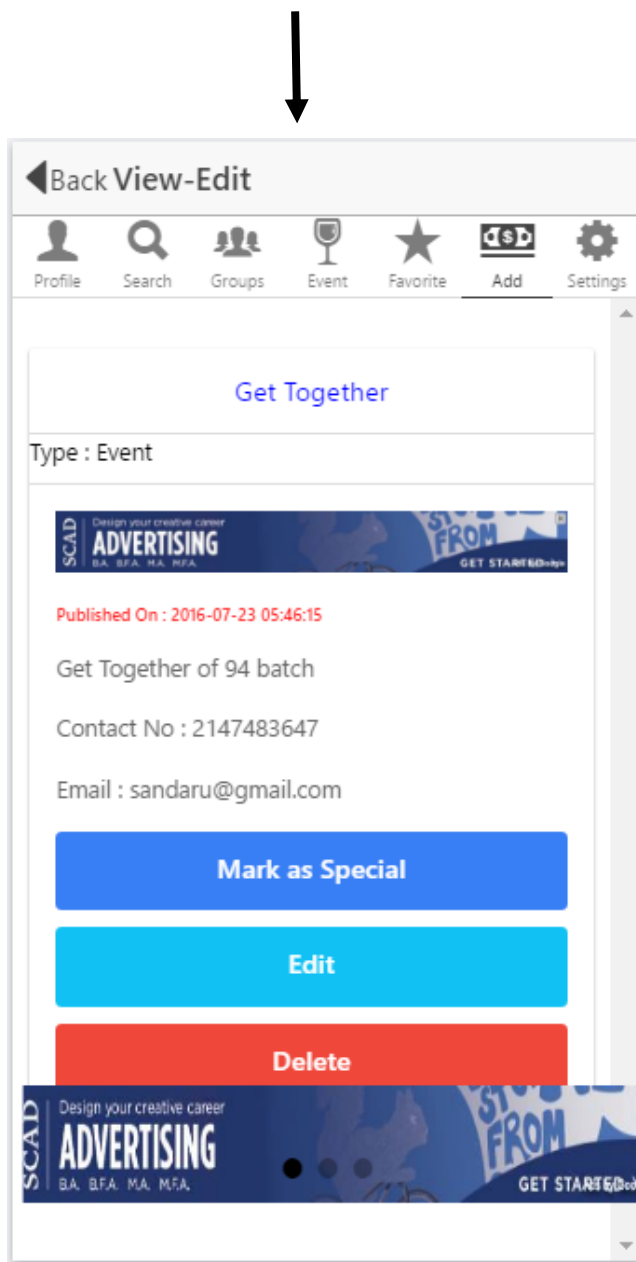 Back View-Edit
Profile Search Groups Event Favorite Add Settings
Get Together
Type : Event
SCAD
Design your creative career
ADVERTISING
B.A. B.F.A. M.A. M.F.A.
FROM
GET STARTED
Published On : 2016-07-23 05:46:15
Get Together of 94 batch
Contact No : 2147483647
Email : sandaru@gmail.com
Mark as Special
Edit
Delete
SCAD
Design your creative career
ADVERTISING
B.A. B.F.A. M.A. M.F.A.
FROM
GET STARTED